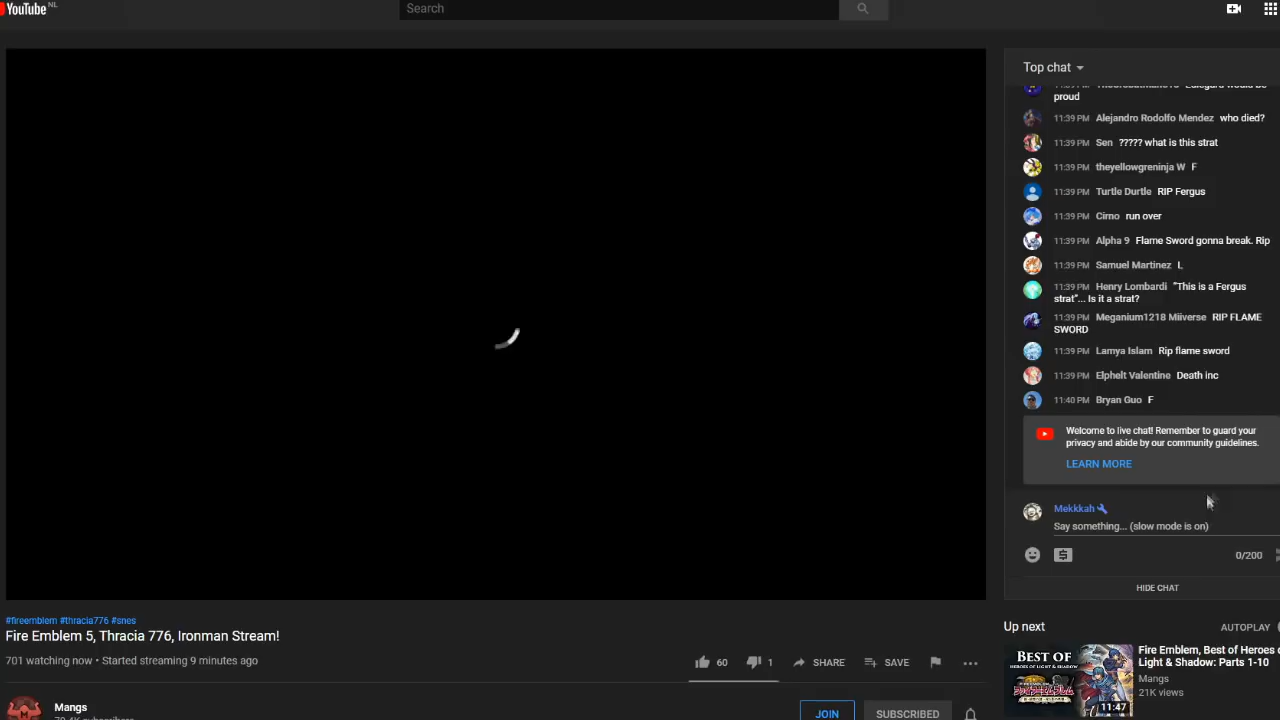 YouTube NL
Search
Top chat
proud
11:39 PM Alejandro Rodolfo Mendez who died?
11:39 PM Sen ????? what is this strat
11:39 PM theyellowgreninja W F
11:39 PM Turtle Durtle RIP Fergus
11:39 PM Cirno run over
11:39 PM Alpha 9 Flame Sword gonna break. Rip
11:39 PM Samuel Martinez L
11:39 PM Henry Lombardi "This is a Fergus
strat"... Is it a strat?
11:39 PM Meganium1218 Miiverse RIP FLAME
SWORD
11:39 PM Lamya Islam Rip flame sword
11:39 PM Elphelt Valentine Death inc
11:40 PM Bryan Guo F
Welcome to live chat! Remember to guard your
privacy and abide by our community guidelines.
LEARN MORE
Mekkkah
Say something... (slow mode is on)
0/200
HIDE CHAT
#fireemblem #thracia776 #snes
Fire Emblem 5, Thracia 776, Ironman Stream!
701 watching now • Started streaming 9 minutes ago
60
1
SHARE
SAVE
Mangs
JOIN
SUBSCRIBED
Up next
AUTOPLAY
BEST OF
HEROES OF LIGHT & SHADOW
11:47
Fire Emblem, Best of Heroes o
Light & Shadow: Parts 1-10
Mangs
21K views